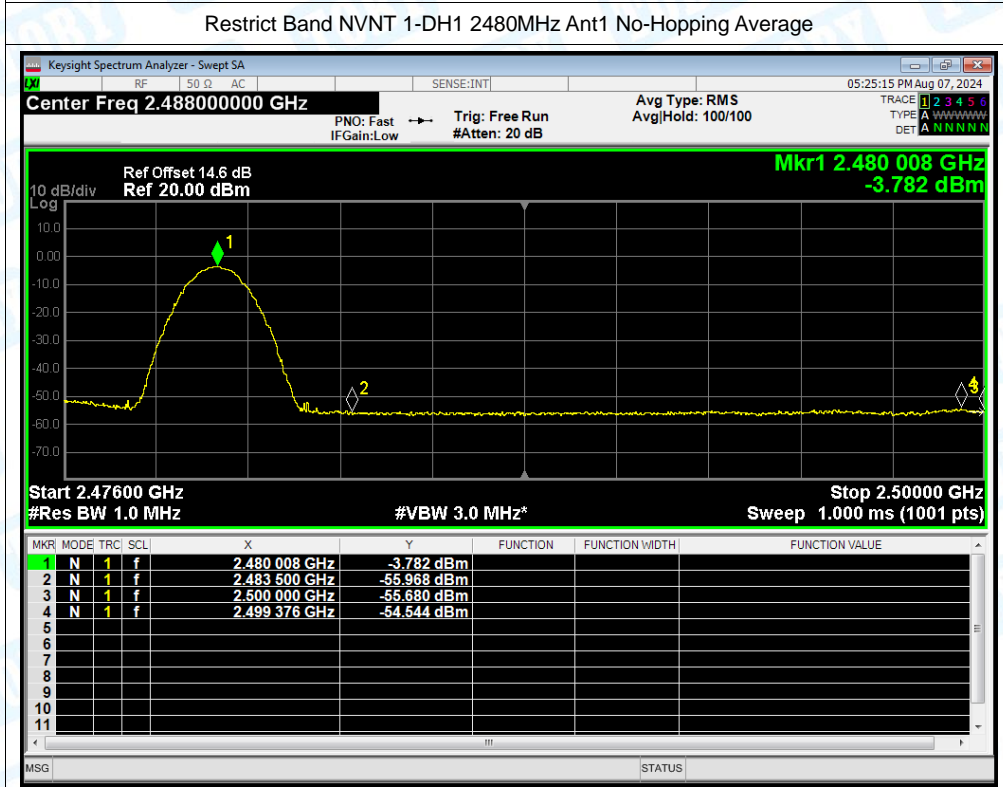 Restrict Band NVNT 1-DH1 2480MHz Ant1 No-Hopping Average
Keysight Spectrum Analyzer - Swept SA
LXI RF 50 Ω AC SENSE:INT 05:25:15 PM Aug 07, 2024
Center Freq 2.488000000 GHz
PNO: Fast
IFGain:Low
Trig: Free Run
#Atten: 20 dB
Avg Type: RMS
Avg|Hold: 100/100
TRACE 1 2 3 4 5 6
TYPE A WWWWW
DET A N N N N N
Mkr1 2.480 008 GHz
-3.782 dBm
Ref Offset 14.6 dB
10 dB/div Ref 20.00 dBm
Log
10.0
0.00
-10.0
-20.0
-30.0
-40.0
-50.0
-60.0
-70.0
1
2
4
3
Start 2.47600 GHz Stop 2.50000 GHz
#Res BW 1.0 MHz #VBW 3.0 MHz* Sweep 1.000 ms (1001 pts)
MKR MODE TRC SCL X Y FUNCTION FUNCTION WIDTH FUNCTION VALUE
1 N 1 f 2.480 008 GHz -3.782 dBm
2 N 1 f 2.483 500 GHz -55.968 dBm
3 N 1 f 2.500 000 GHz -55.680 dBm
4 N 1 f 2.499 376 GHz -54.544 dBm
5
6
7
8
9
10
11
MSG STATUS